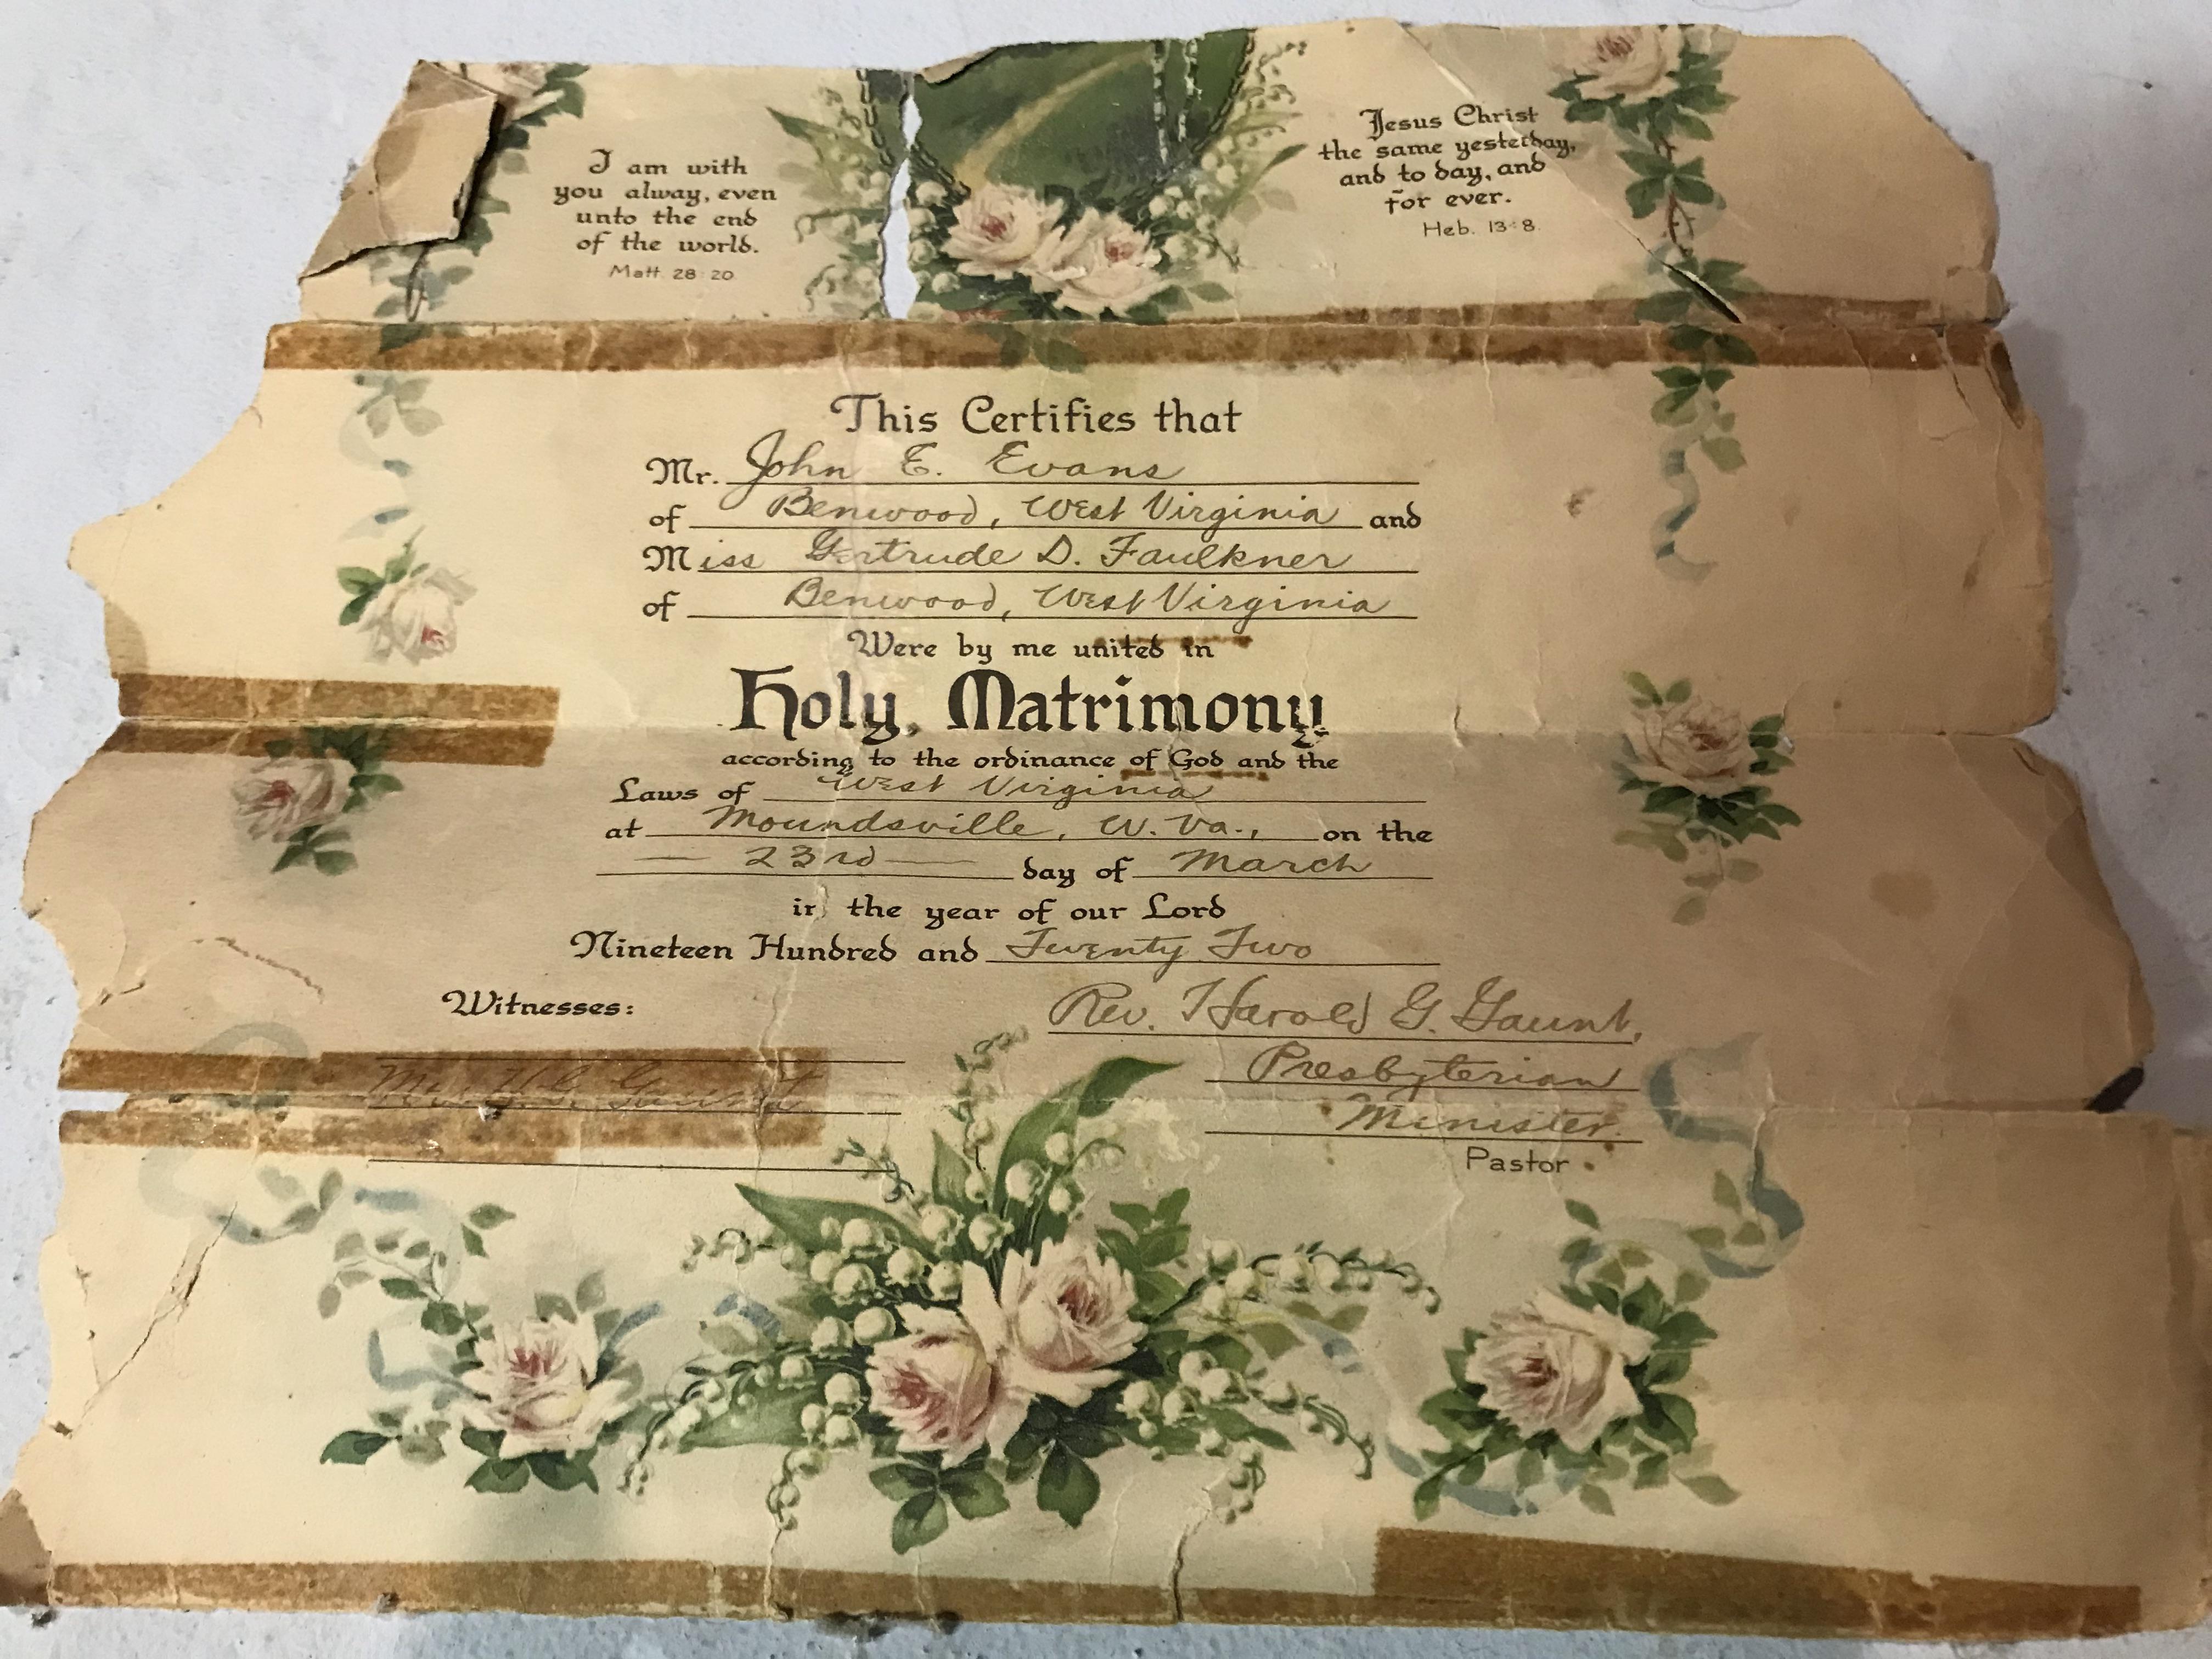 I am with
you alway, even
unto the end
of the world.
Matt. 28:20
Jesus Christ
the same yesterday,
and to day, and
for ever.
Heb. 13:8.
This Certifies that
Mr. John E. Evans
of Benwood, West Virginia and
Miss Gertrude D. Faulkner
of Benwood, West Virginia
Were by me united in
Holy Matrimony
according to the ordinance of God and the
Laws of West Virginia
at Moundsville, W. Va., on the
— 23rd — day of March
in the year of our Lord
Nineteen Hundred and Twenty Two
Witnesses:
Mrs. H. G. Gaunt
Rev. Harold G. Gaunt,
Presbyterian
Minister.
Pastor